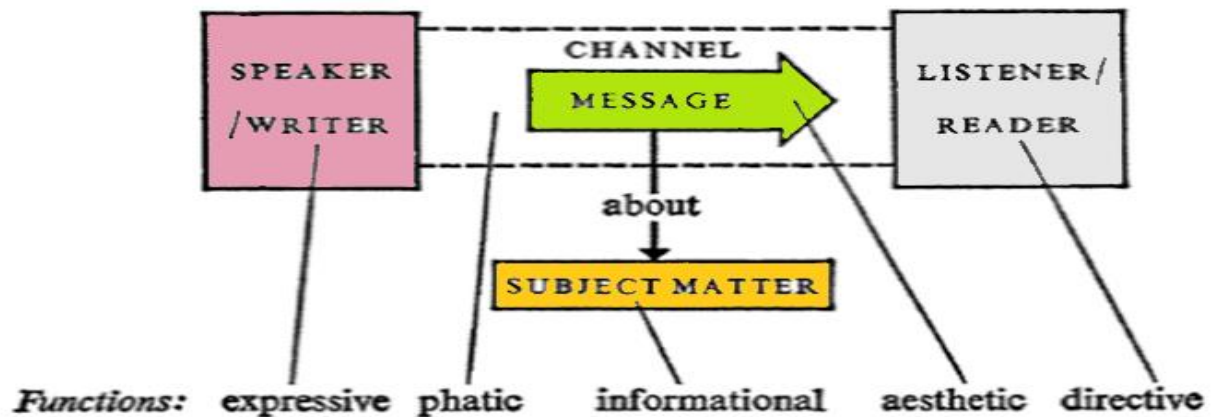 SPEAKER
/WRITER
CHANNEL
MESSAGE
LISTENER/
READER
about
SUBJECT MATTER
Functions: expressive phatic informational aesthetic directive